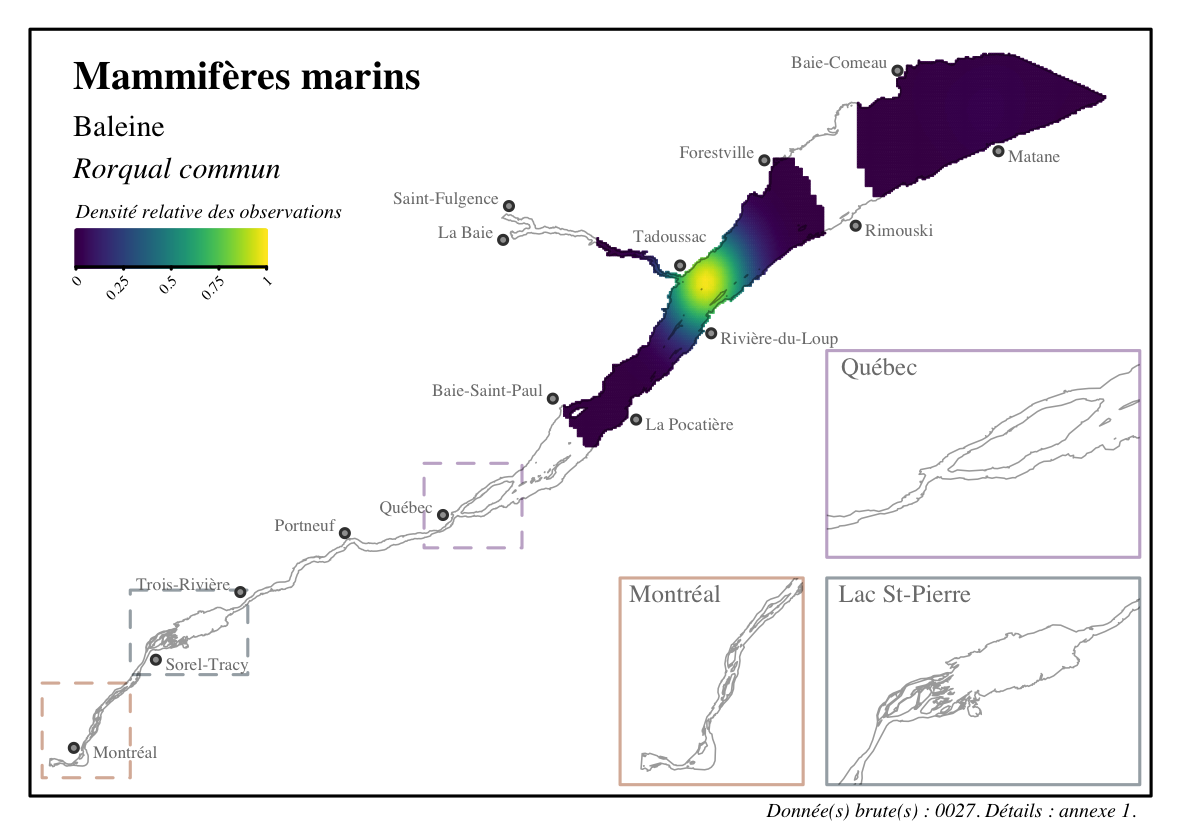 Mammifères marins
Baleine
Rorqual commun
Densité relative des observations
0
0.25
0.5
0.75
1
Baie-Comeau
Forestville
Matane
Saint-Fulgence
La Baie
Tadoussac
Rimouski
Rivière-du-Loup
Baie-Saint-Paul
La Pocatière
Québec
Portneuf
Trois-Rivière
Sorel-Tracy
Montréal
Québec
Montréal
Lac St-Pierre
Donnée(s) brute(s) : 0027. Détails : annexe 1.